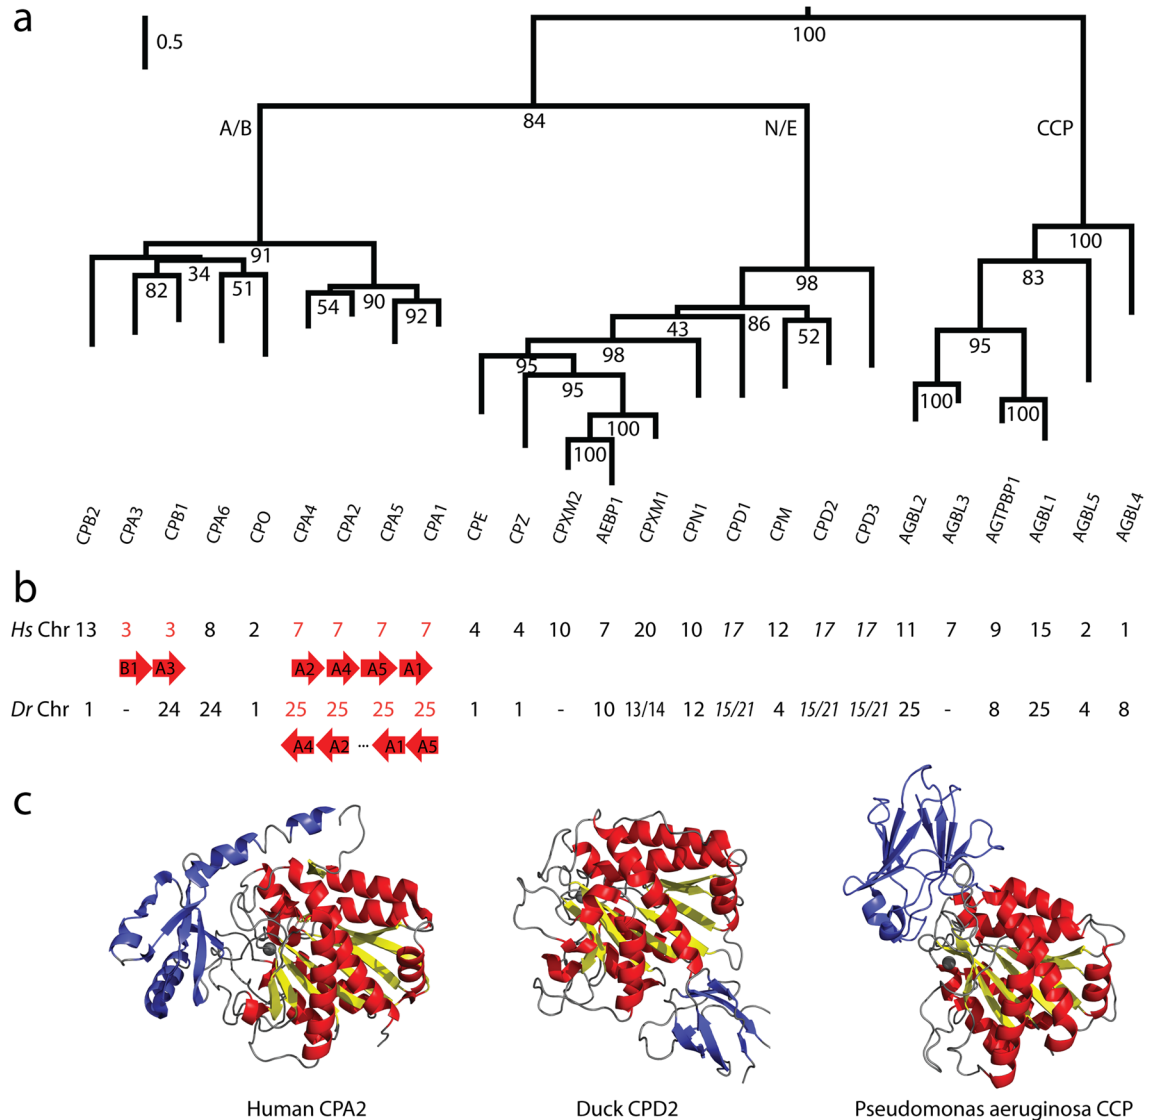 a
0.5
100
84
A/B
N/E
CCP
91
34
82
51
54
90
92
98
86
43
52
98
95
95
100
100
100
83
95
100
100
CPB2 CPA3 CPB1 CPA6 CPO CPA4 CPA2 CPA5 CPA1 CPE CPZ CPXM2 AEBP1 CPXM1 CPN1 CPD1 CPM CPD2 CPD3 AGBL2 AGBL3 AGTPBP1 AGBL1 AGBL5 AGBL4
b
Hs Chr 13 3 3 8 2 7 7 7 7 4 4 10 7 20 10 17 12 17 17 11 7 9 15 2 1
B1 A3 A2 A4 A5 A1
Dr Chr 1 - 24 24 1 25 25 25 25 1 1 - 10 13/14 12 15/21 4 15/21 15/21 25 - 8 25 4 8
A4 A2 ... A1 A5
c
Human CPA2
Duck CPD2
Pseudomonas aeruginosa CCP